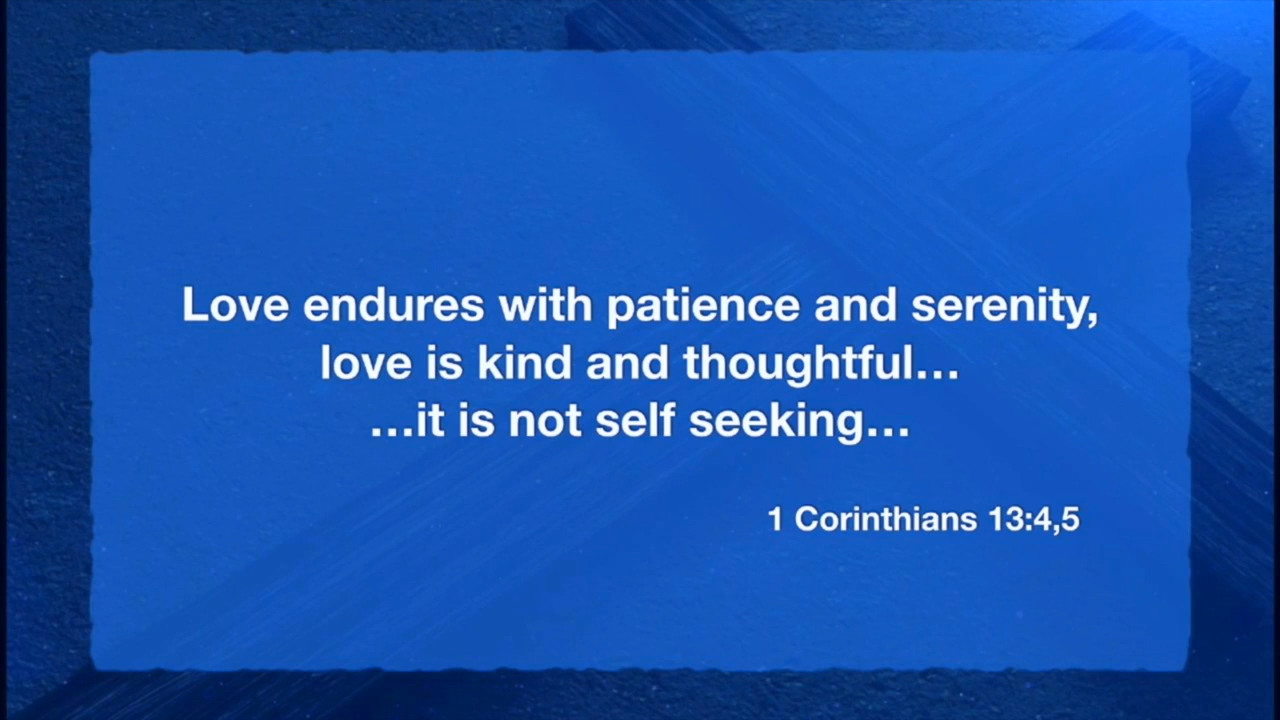 Love endures with patience and serenity,
love is kind and thoughtful...
...it is not self seeking...
1 Corinthians 13:4,5